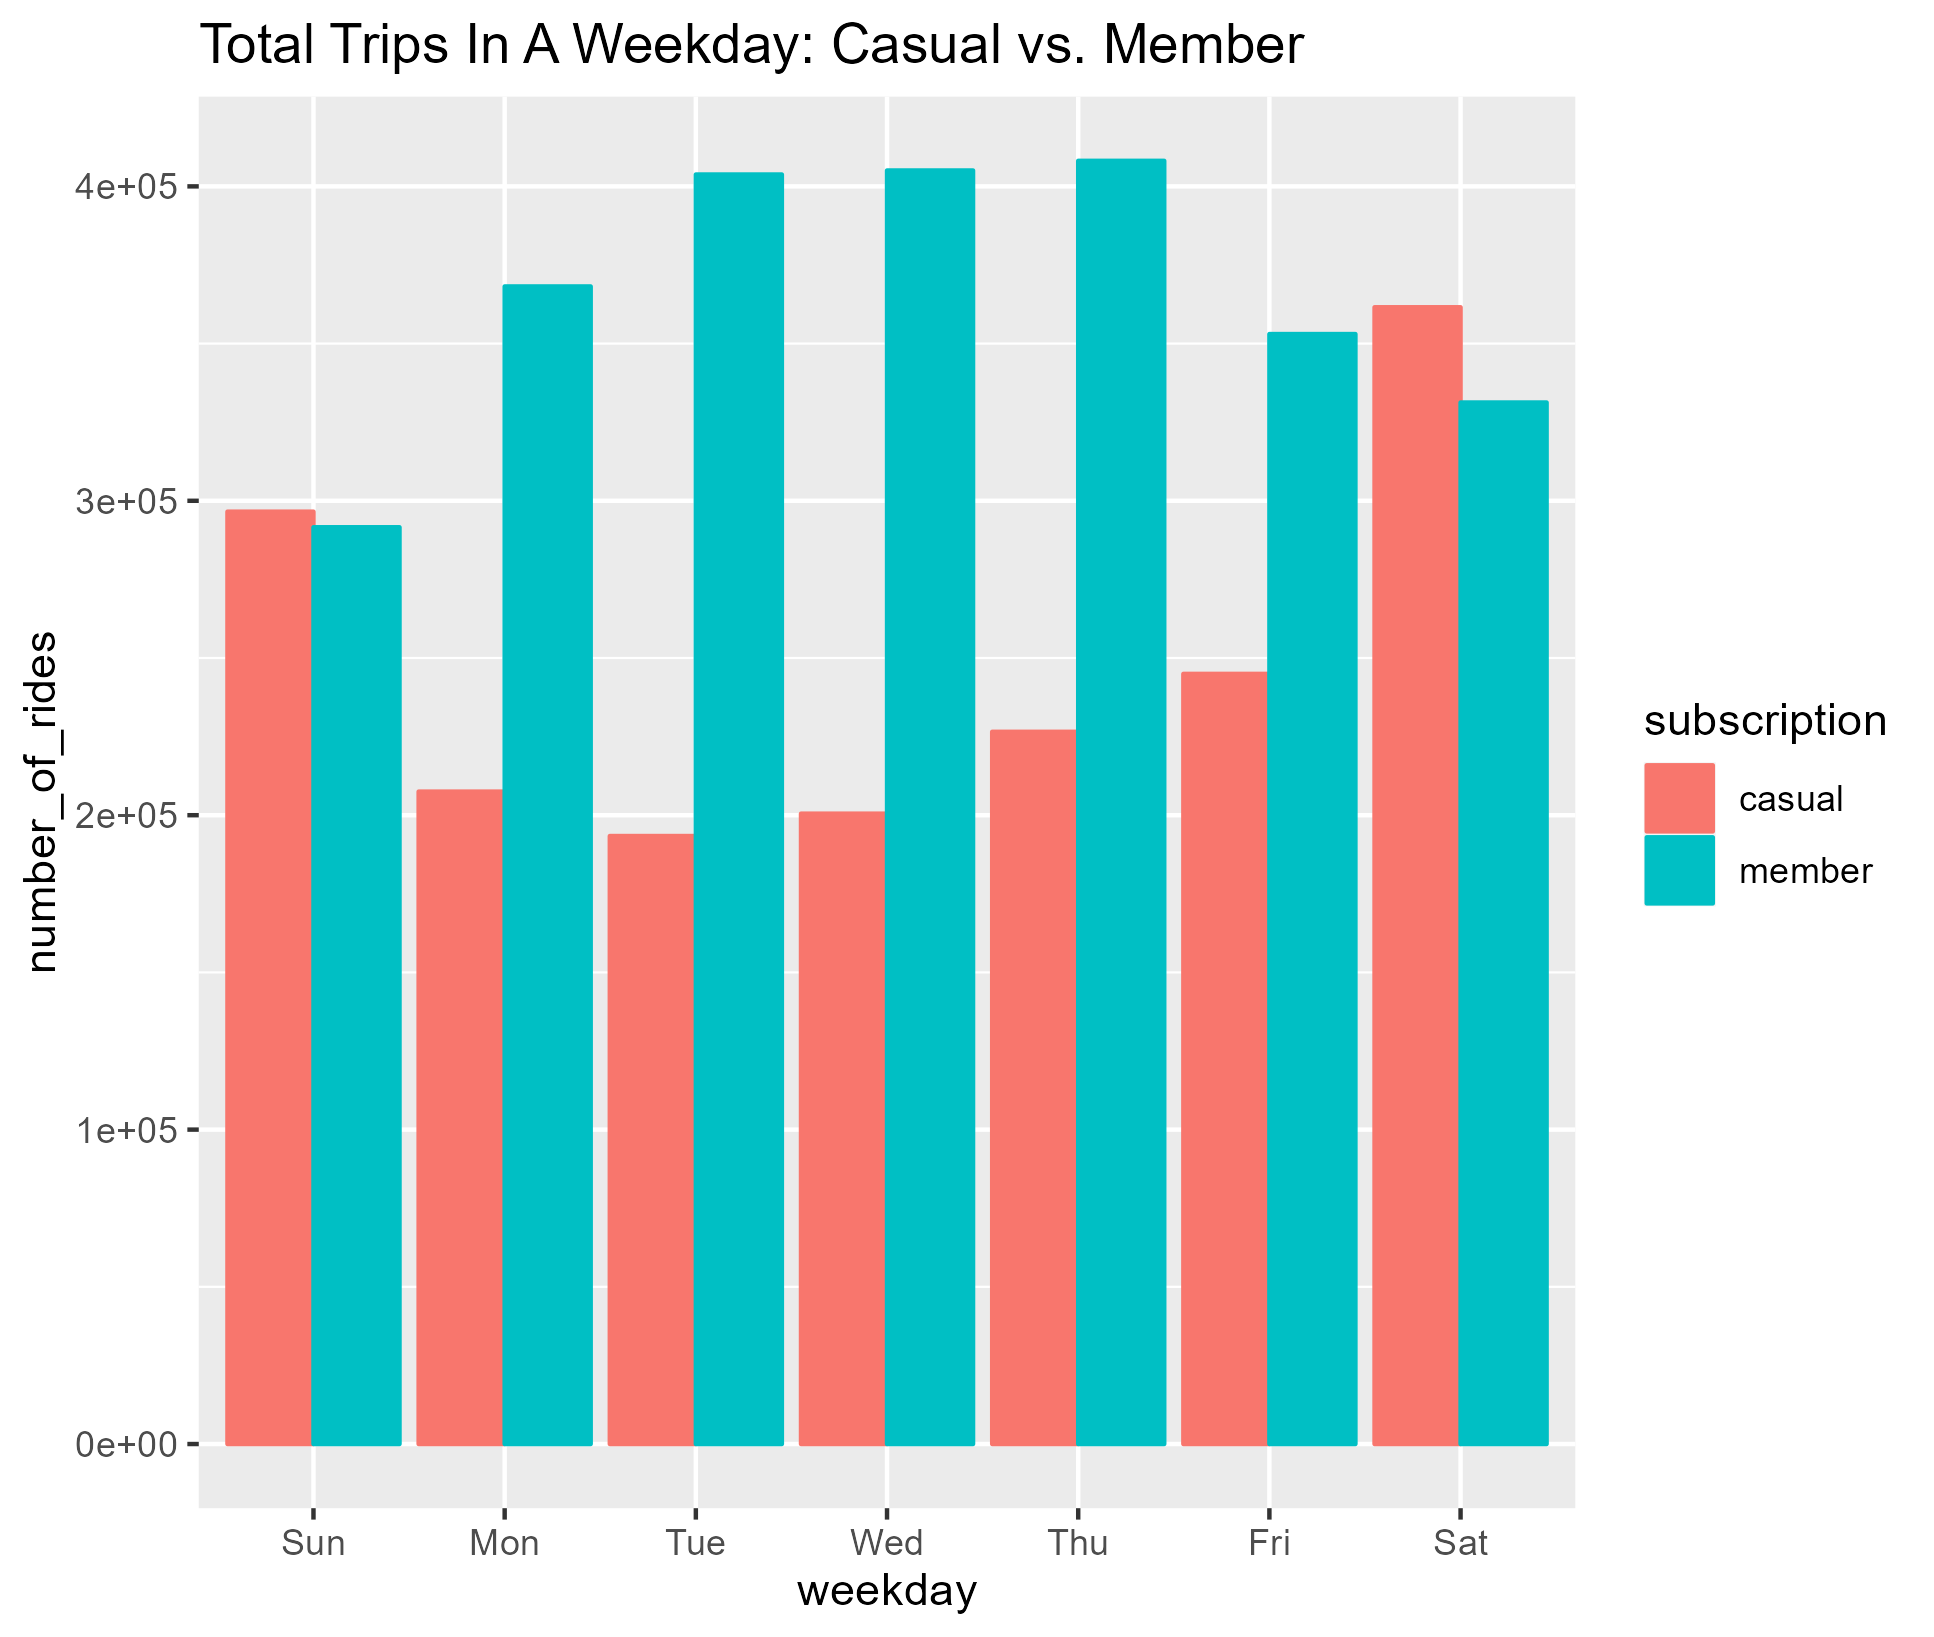 Total Trips In A Weekday: Casual vs. Member
number_of_rides
4e+05
3e+05
2e+05
1e+05
0e+00
Sun Mon Tue Wed Thu Fri Sat
weekday
subscription
casual
member